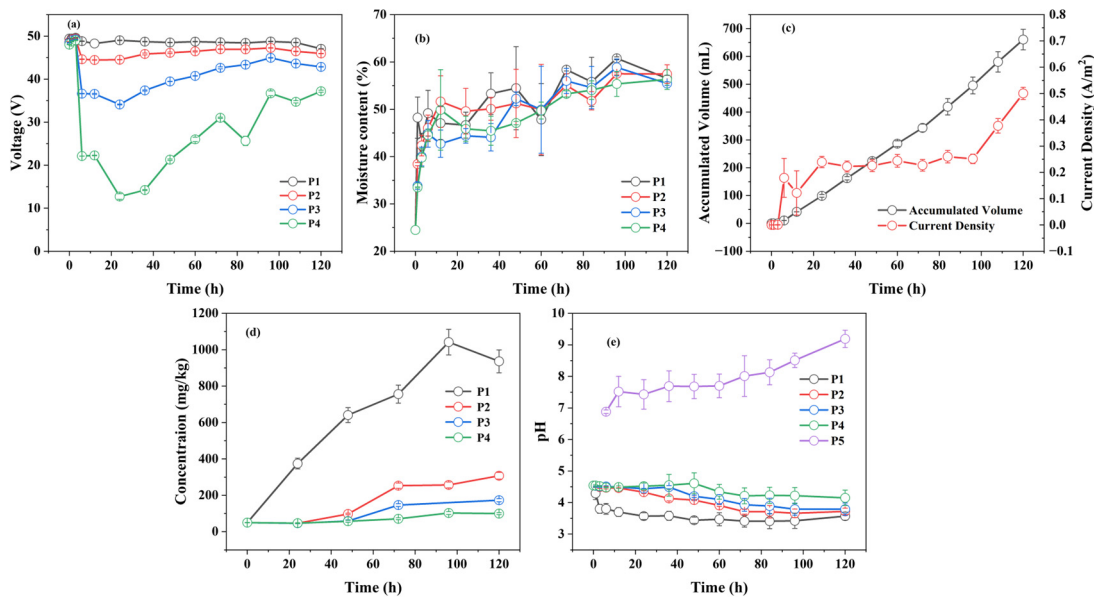 (a)
Voltage (V)
50
40
30
20
10
0
P1
P2
P3
P4
0 20 40 60 80 100 120
Time (h)
(b)
Moisture content (%)
70
60
50
40
30
20
P1
P2
P3
P4
0 20 40 60 80 100 120
Time (h)
(c)
Accumulated Volume (mL)
700
600
500
400
300
200
100
0
−100
Accumulated Volume
Current Density
0 20 40 60 80 100 120
Time (h)
0.8
0.7
0.6
0.5
0.4
0.3
0.2
0.1
0.0
−0.1
Current Density (A/m²)
(d)
Concentraion (mg/kg)
1200
1000
800
600
400
200
0
P1
P2
P3
P4
0 20 40 60 80 100 120
Time (h)
(e)
pH
10
9
8
7
6
5
4
3
P1
P2
P3
P4
P5
0 20 40 60 80 100 120
Time (h)